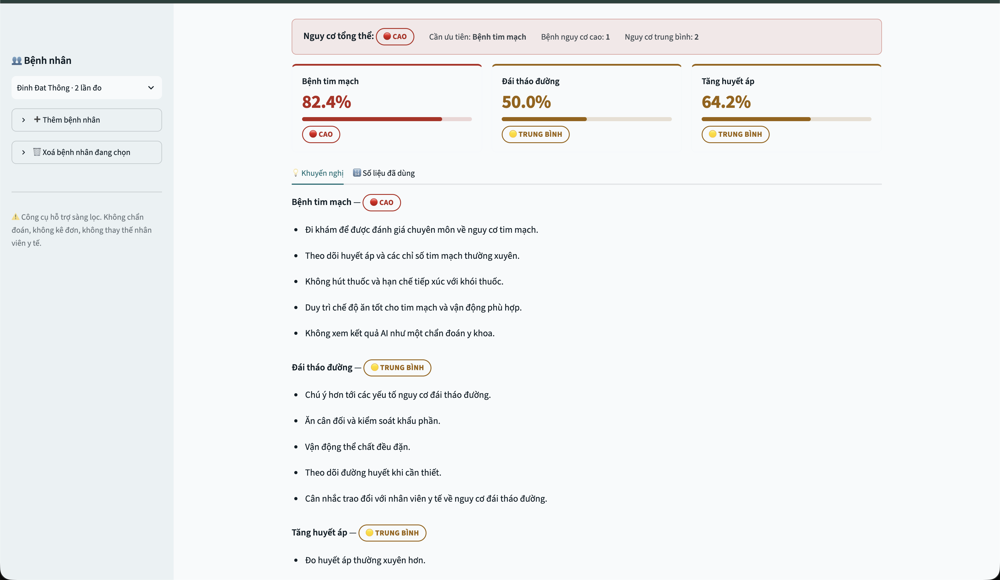 👥 Bệnh nhân
Đinh Đat Thông · 2 lần đo
➕ Thêm bệnh nhân
🗑️ Xoá bệnh nhân đang chọn
⚠️ Công cụ hỗ trợ sàng lọc. Không chẩn
đoán, không kê đơn, không thay thế nhân
viên y tế.
Nguy cơ tổng thể: 🔴 CAO Cần ưu tiên: Bệnh tim mạch Bệnh nguy cơ cao: 1 Nguy cơ trung bình: 2
Bệnh tim mạch
82.4%
🔴 CAO
Đái tháo đường
50.0%
🟡 TRUNG BÌNH
Tăng huyết áp
64.2%
🟡 TRUNG BÌNH
💡 Khuyến nghị 🔢 Số liệu đã dùng
Bệnh tim mạch — 🔴 CAO
• Đi khám để được đánh giá chuyên môn về nguy cơ tim mạch.
• Theo dõi huyết áp và các chỉ số tim mạch thường xuyên.
• Không hút thuốc và hạn chế tiếp xúc với khói thuốc.
• Duy trì chế độ ăn tốt cho tim mạch và vận động phù hợp.
• Không xem kết quả AI như một chẩn đoán y khoa.
Đái tháo đường — 🟡 TRUNG BÌNH
• Chú ý hơn tới các yếu tố nguy cơ đái tháo đường.
• Ăn cân đối và kiểm soát khẩu phần.
• Vận động thể chất đều đặn.
• Theo dõi đường huyết khi cần thiết.
• Cân nhắc trao đổi với nhân viên y tế về nguy cơ đái tháo đường.
Tăng huyết áp — 🟡 TRUNG BÌNH
• Đo huyết áp thường xuyên hơn.